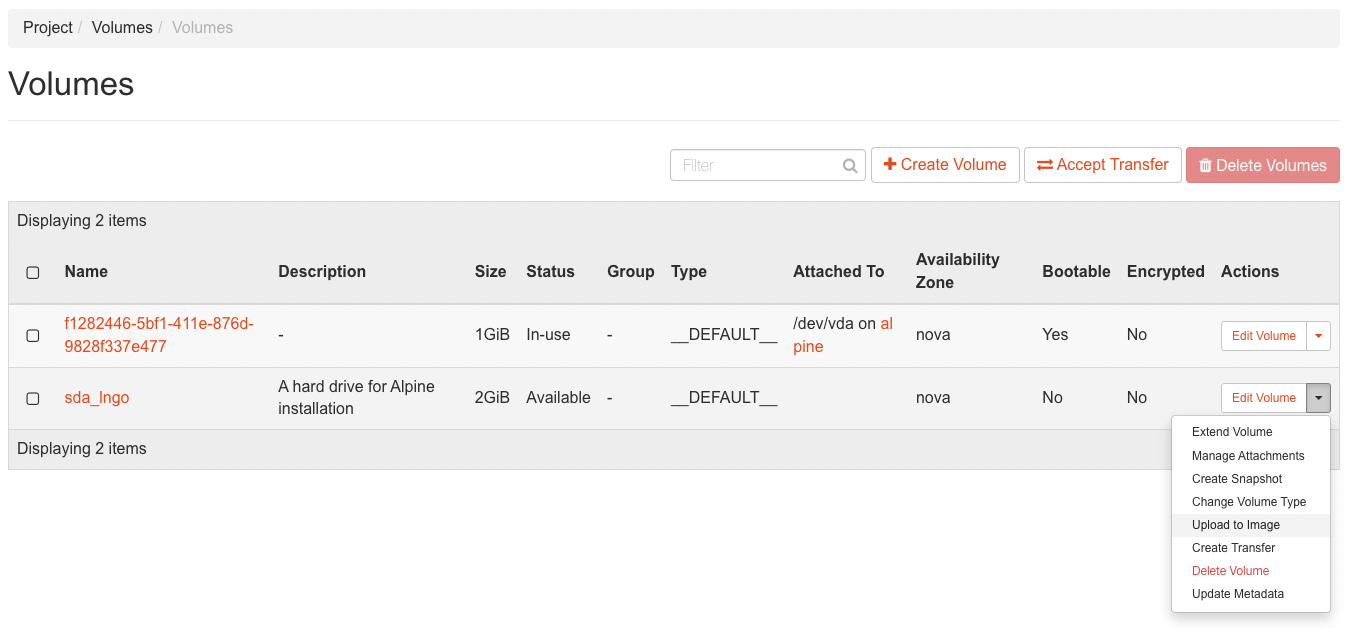 Project / Volumes / Volumes
Volumes
Filter Create Volume Accept Transfer Delete Volumes
Displaying 2 items
Name Description Size Status Group Type Attached To Availability Zone Bootable Encrypted Actions
f1282446-5bf1-411e-876d-9828f337e477 - 1GiB In-use - __DEFAULT__ /dev/vda on alpine nova Yes No Edit Volume
sda_Ingo A hard drive for Alpine installation 2GiB Available - __DEFAULT__ nova No No Edit Volume
Displaying 2 items
Extend Volume
Manage Attachments
Create Snapshot
Change Volume Type
Upload to Image
Create Transfer
Delete Volume
Update Metadata